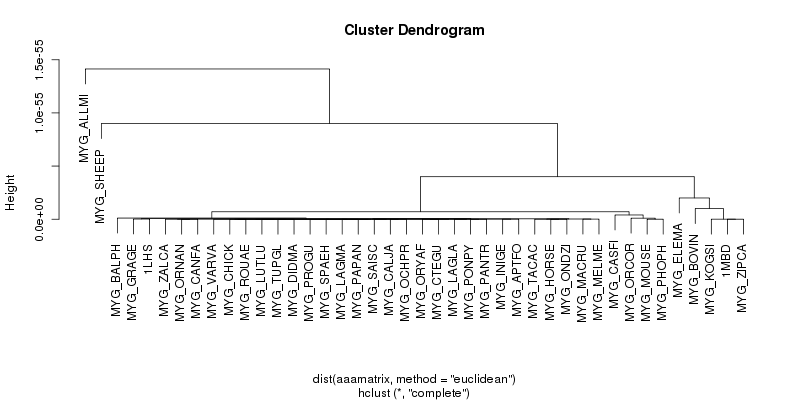 Cluster Dendrogram
Height
1.5e-55
1.0e-55
0.0e+00
MYG_ALLMI
MYG_SHEEP
MYG_BALPH
MYG_GRAGE
1LHS
MYG_ZALCA
MYG_ORNAN
MYG_CANFA
MYG_VARVA
MYG_CHICK
MYG_ROUAE
MYG_LUTLU
MYG_TUPGL
MYG_DIDMA
MYG_PROGU
MYG_SPAEH
MYG_LAGMA
MYG_PAPAN
MYG_SAISC
MYG_CALJA
MYG_OCHPR
MYG_ORYAF
MYG_CTEGU
MYG_LAGLA
MYG_PONPY
MYG_PANTR
MYG_INIGE
MYG_APTFO
MYG_TACAC
MYG_HORSE
MYG_ONDZI
MYG_MACRU
MYG_MELME
MYG_CASFI
MYG_ORCOR
MYG_MOUSE
MYG_PHOPH
MYG_ELEMA
MYG_BOVIN
MYG_KOGSI
1MBD
MYG_ZIPCA
dist(aaamatrix, method = "euclidean")
hclust (*, "complete")